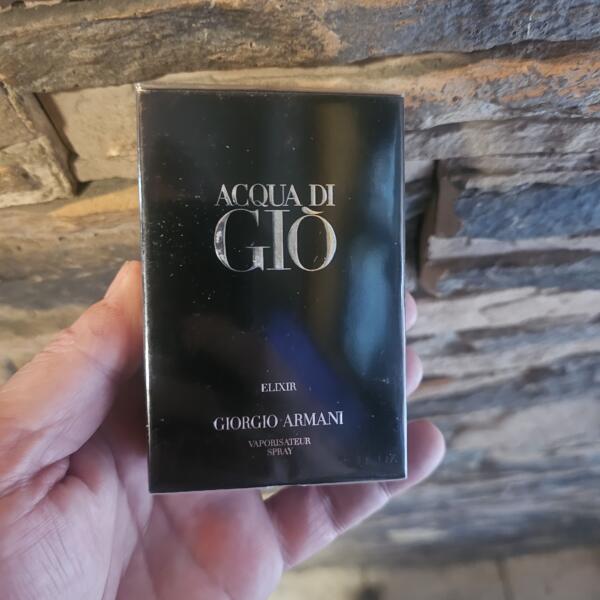 ACQUA DI
GIÒ
ELIXIR
GIORGIO ARMANI
VAPORISATEUR
SPRAY